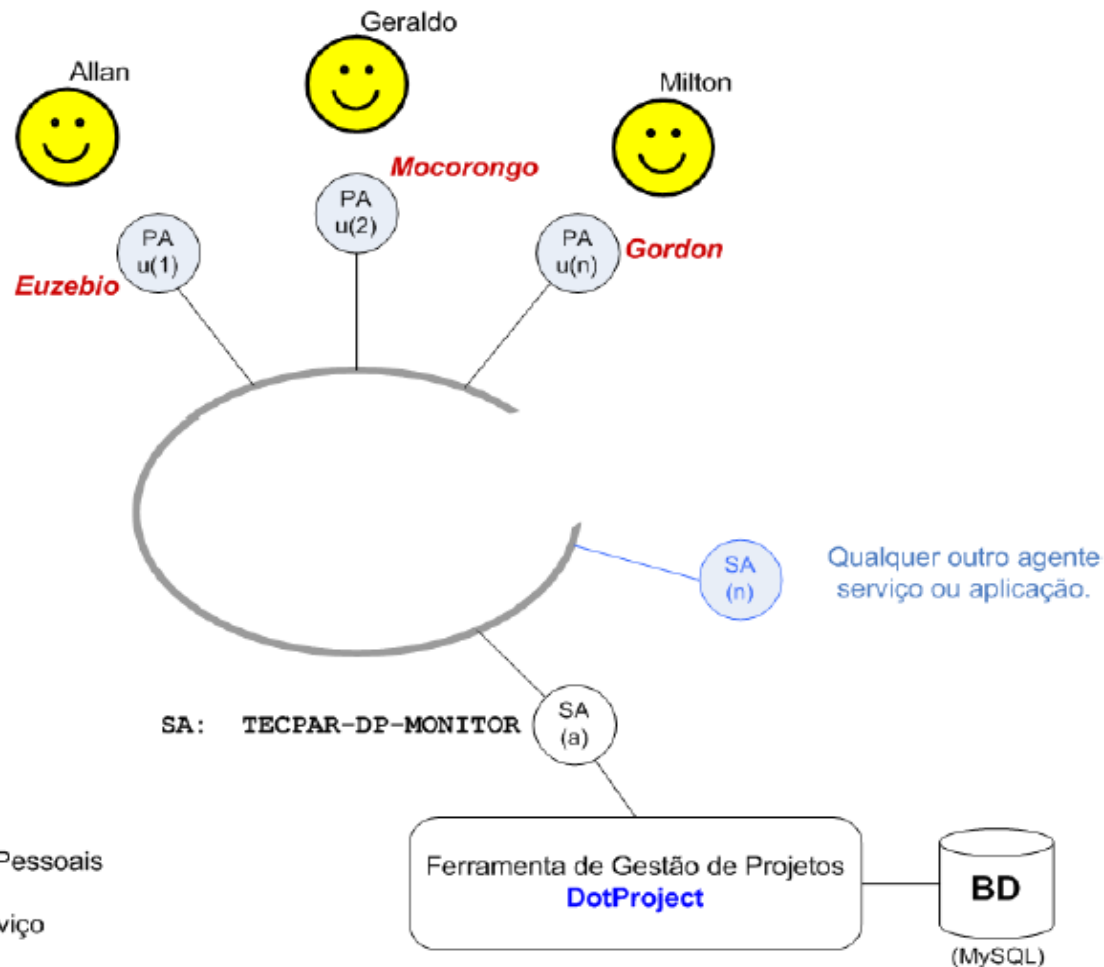 Geraldo
Allan
Milton
Mocorongo
PA
u(2)
PA
u(1)
PA
u(n)
Gordon
Euzebio
SA
(n)
Qualquer outro agente
serviço ou aplicação.
SA: TECPAR-DP-MONITOR
SA
(a)
Pessoais
viço
Ferramenta de Gestão de Projetos
DotProject
BD
(MySQL)